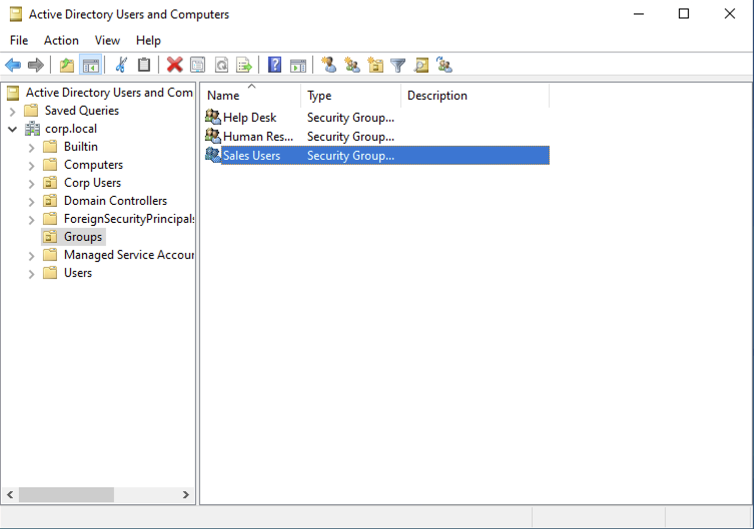 Active Directory Users and Computers
File Action View Help
Active Directory Users and Com
Saved Queries
corp.local
Builtin
Computers
Corp Users
Domain Controllers
ForeignSecurityPrincipals
Groups
Managed Service Accour
Users
Name Type Description
Help Desk Security Group...
Human Res... Security Group...
Sales Users Security Group...